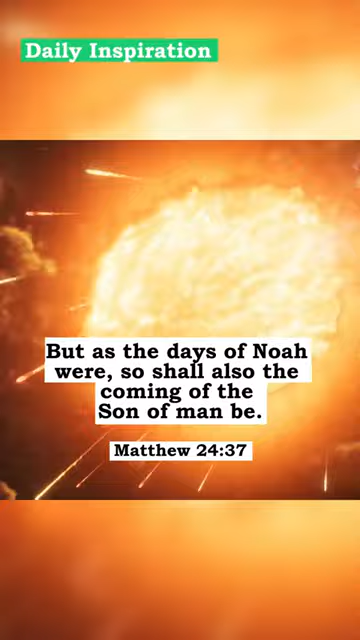 Daily Inspiration
But as the days of Noah
were, so shall also the
coming of the
Son of man be.
Matthew 24:37